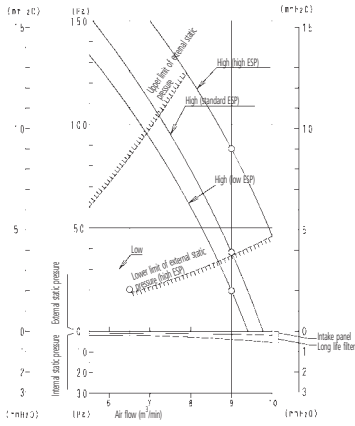 (mmH₂O)
(Pa)
(mmH₂O)
15
150
15
Upper limit of external static pressure
High (high ESP)
High (standard ESP)
10
100
10
High (low ESP)
5
50
5
Low
Lower limit of external static pressure (high ESP)
External static pressure
0
0
0
Intake panel
Long life filter
Internal static pressure
1
10
1
2
20
2
3
30
3
6
7
8
9
10
(mmH₂O)
(Pa)
Air flow (m³/min)
(mmH₂O)